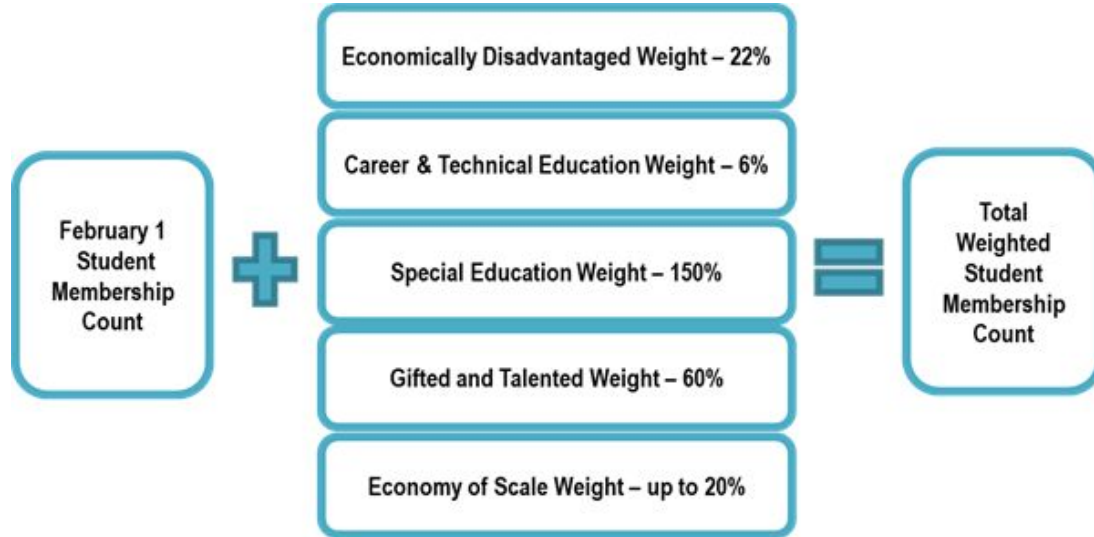 Economically Disadvantaged Weight – 22%
Career & Technical Education Weight – 6%
February 1
Student
Membership
Count
Special Education Weight – 150%
Gifted and Talented Weight – 60%
Economy of Scale Weight – up to 20%
Total
Weighted
Student
Membership
Count